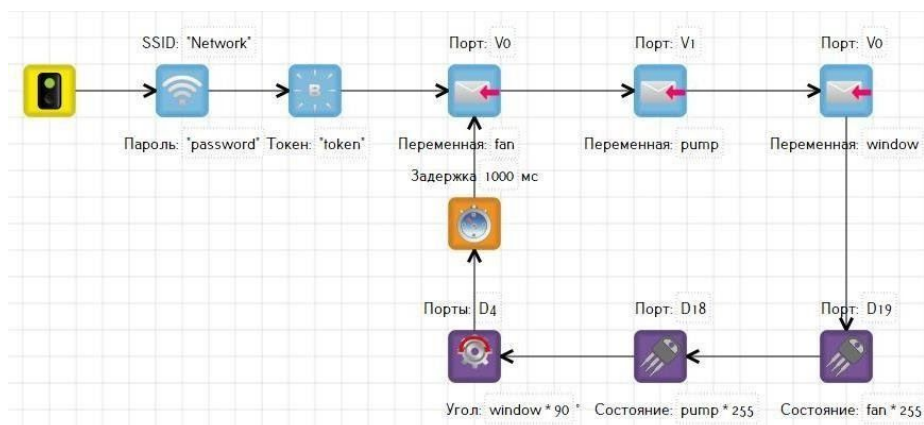 SSID: "Network"
Порт: V0
Порт: V1
Порт: V0
B
Пароль: "password"
Токен: "token"
Переменная: fan
Переменная: pump
Переменная: window
Задержка 1000 мс
Порты: D4
Порт: D18
Порт: D19
Угол: window * 90 °
Состояние: pump * 255
Состояние: fan * 255